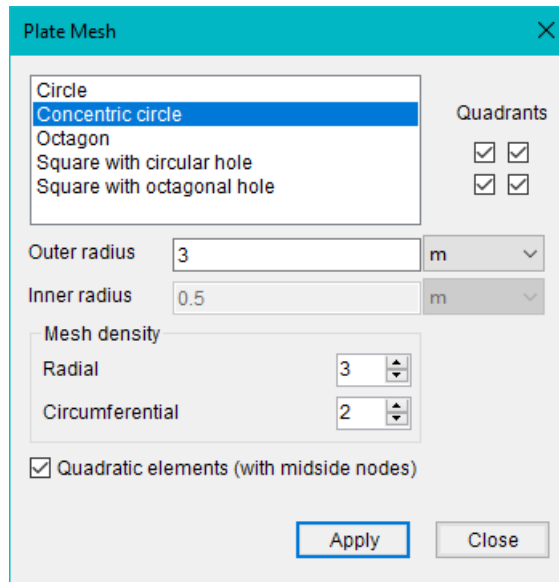 Plate Mesh
Circle
Concentric circle
Octagon
Square with circular hole
Square with octagonal hole
Quadrants
Outer radius 3 m
Inner radius 0.5 m
Mesh density
Radial 3
Circumferential 2
Quadratic elements (with midside nodes)
Apply Close